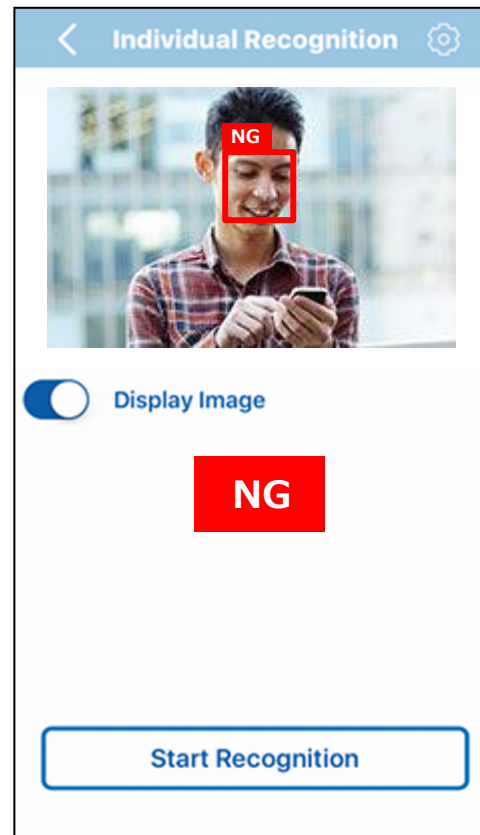 Individual Recognition
NG
Display Image
NG
Start Recognition